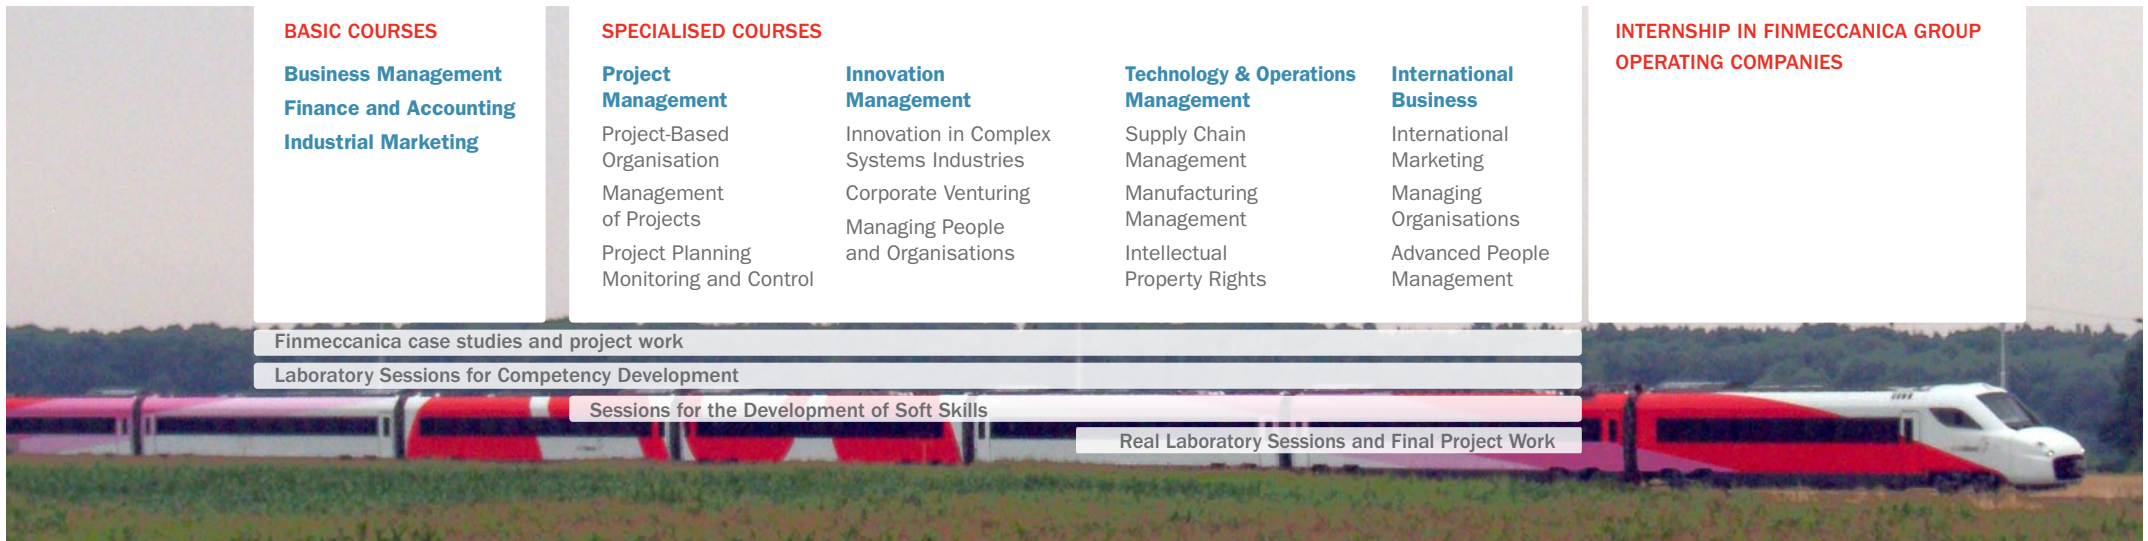 BASIC COURSES
Business Management
Finance and Accounting
Industrial Marketing
SPECIALISED COURSES
Project
Management
Project-Based
Organisation
Management
of Projects
Project Planning
Monitoring and Control
Innovation
Management
Innovation in Complex
Systems Industries
Corporate Venturing
Managing People
and Organisations
Technology & Operations
Management
Supply Chain
Management
Manufacturing
Management
Intellectual
Property Rights
International
Business
International
Marketing
Managing
Organisations
Advanced People
Management
INTERNSHIP IN FINMECCANICA GROUP
OPERATING COMPANIES
Finmeccanica case studies and project work
Laboratory Sessions for Competency Development
Sessions for the Development of Soft Skills
Real Laboratory Sessions and Final Project Work